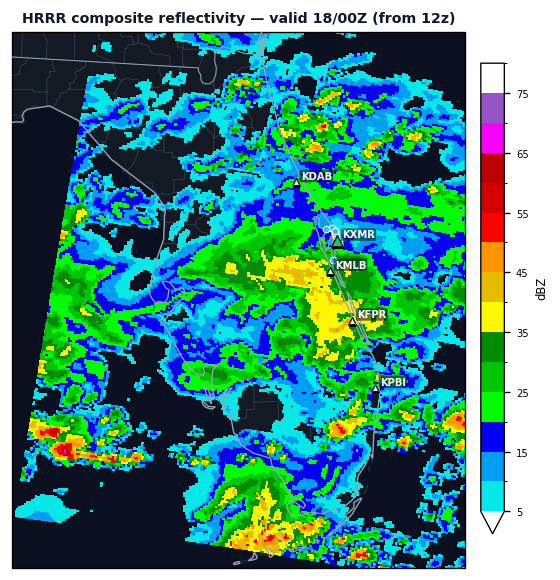 HRRR composite reflectivity — valid 18/00Z (from 12z)
KDAB
KXMR
KMLB
KFPR
KPBI
75
65
55
45
35
25
15
5
dBZ